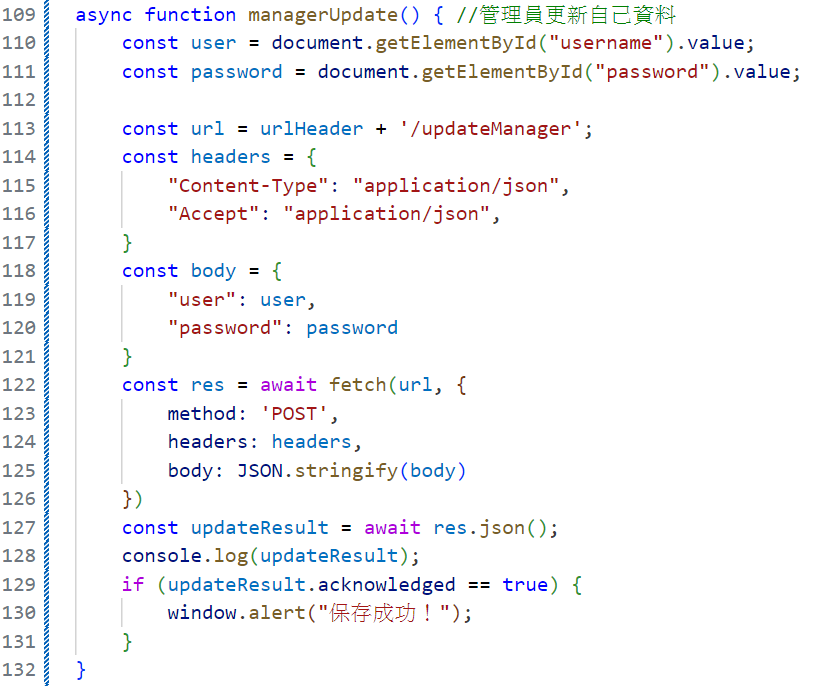 109 async function managerUpdate() { //管理員更新自己資料
110     const user = document.getElementById("username").value;
111     const password = document.getElementById("password").value;
112
113     const url = urlHeader + '/updateManager';
114     const headers = {
115         "Content-Type": "application/json",
116         "Accept": "application/json",
117     }
118     const body = {
119         "user": user,
120         "password": password
121     }
122     const res = await fetch(url, {
123         method: 'POST',
124         headers: headers,
125         body: JSON.stringify(body)
126     })
127     const updateResult = await res.json();
128     console.log(updateResult);
129     if (updateResult.acknowledged == true) {
130         window.alert("保存成功！");
131     }
132 }